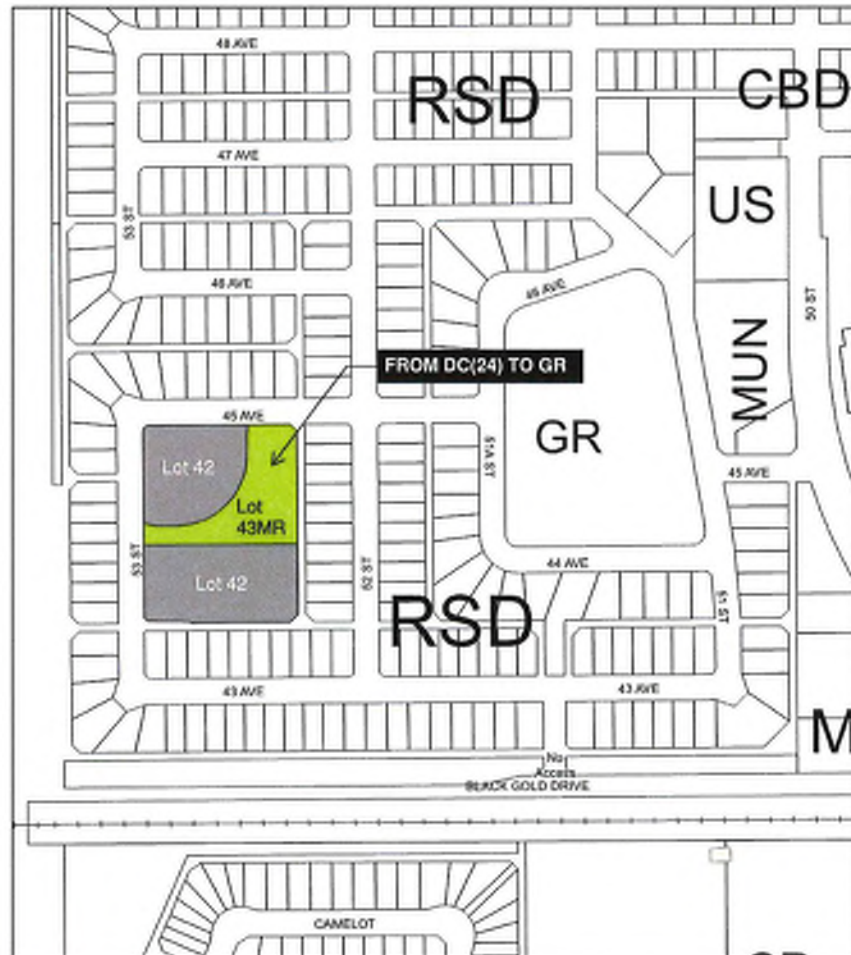 48 AVE
RSD
CBD
47 AVE
US
53 ST
46 AVE
46 AVE
50 ST
MUN
FROM DC(24) TO GR
45 AVE
GR
Lot 42
51A ST
45 AVE
Lot
43MR
53 ST
52 ST
44 AVE
Lot 42
51 ST
RSD
43 AVE
43 AVE
M
No
Access
BLACK GOLD DRIVE
CAMELOT